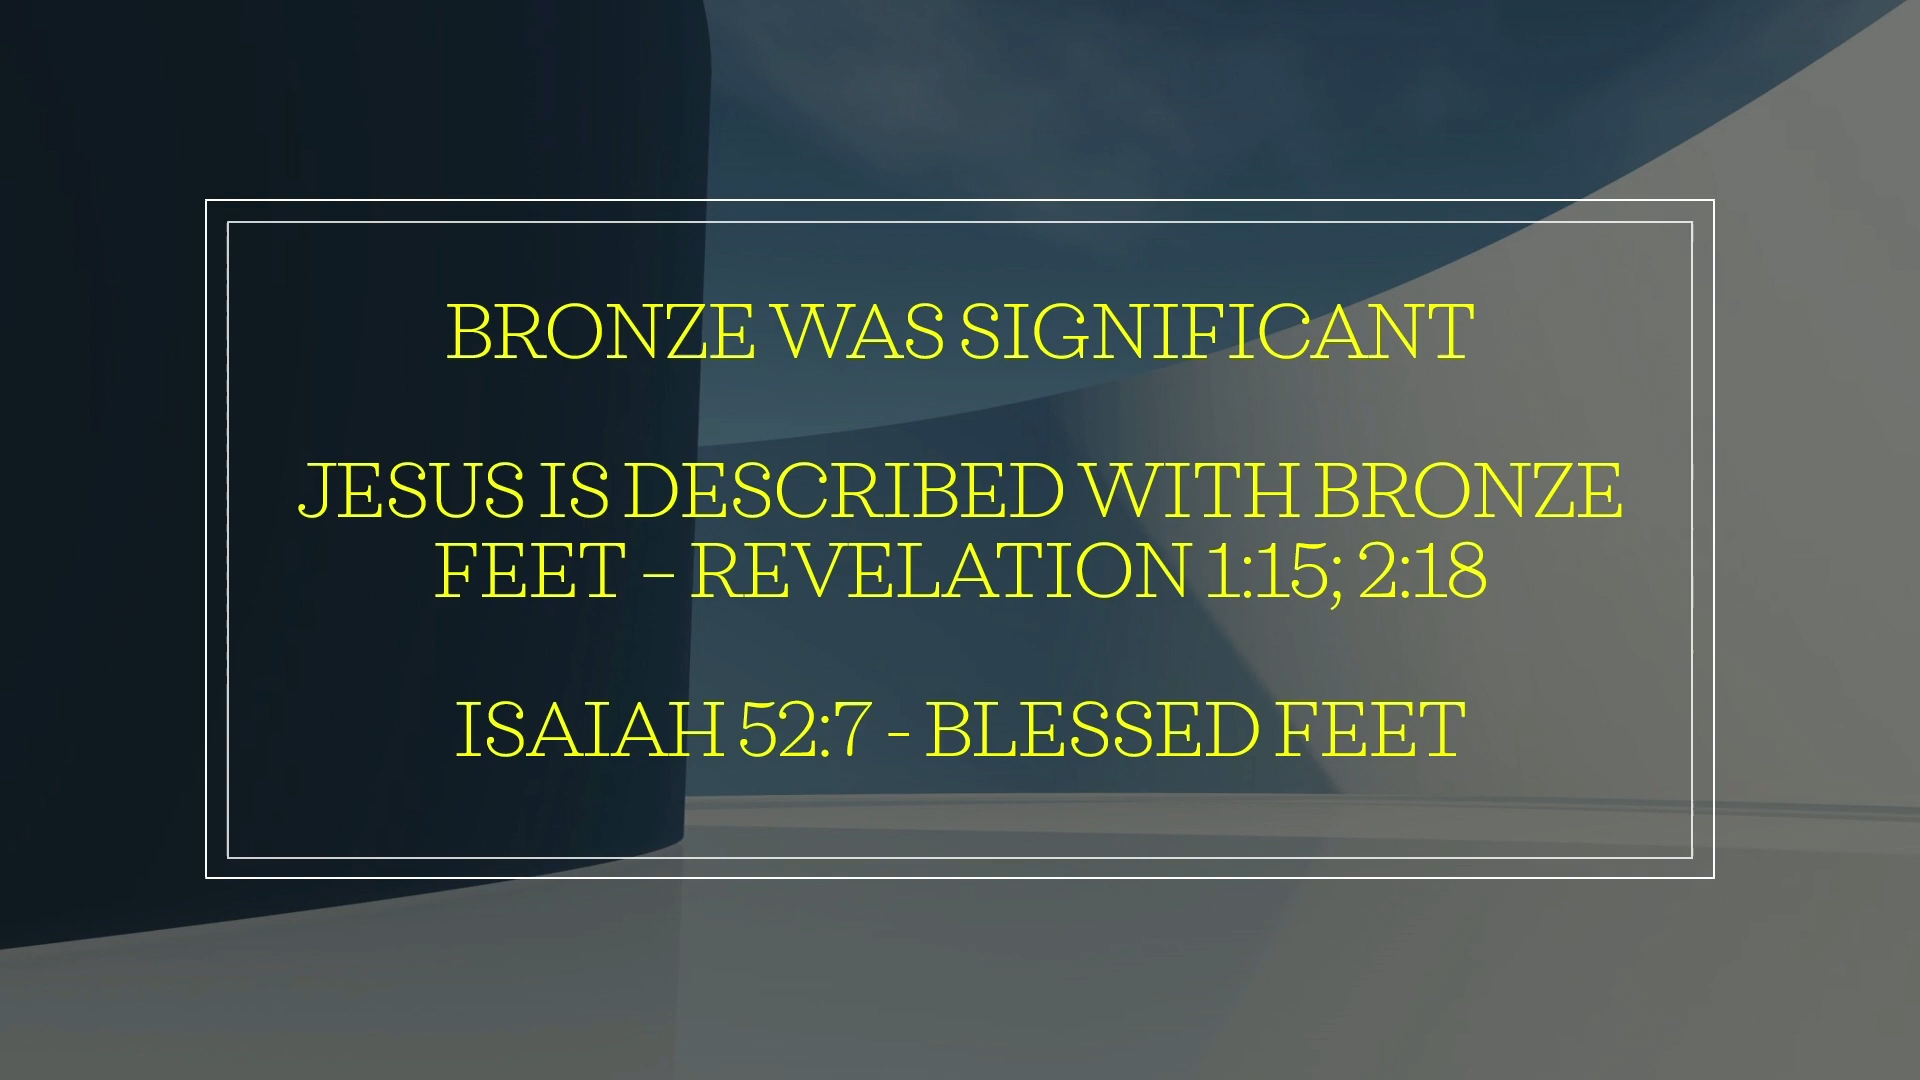 BRONZE WAS SIGNIFICANT
JESUS IS DESCRIBED WITH BRONZE
FEET – REVELATION 1:15; 2:18
ISAIAH 52:7 - BLESSED FEET